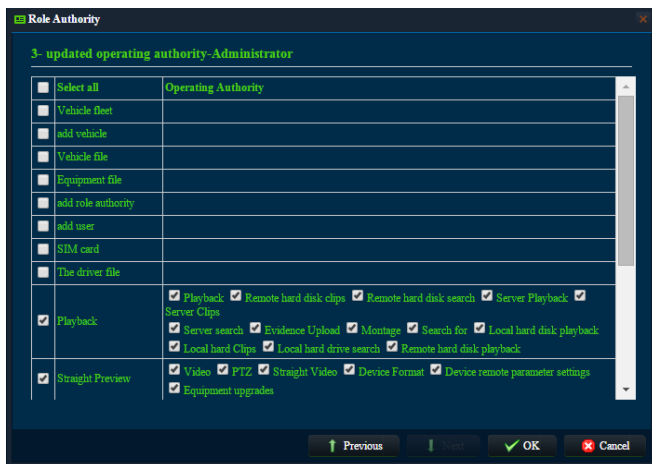 Role Authority
3- updated operating authority-Administrator
Select all Operating Authority
Vehicle fleet
add vehicle
Vehicle file
Equipment file
add role authority
add user
SIM card
The driver file
Playback
Playback Remote hard disk clips Remote hard disk search Server Playback
Server Clips
Server search Evidence Upload Montage Search for Local hard disk playback
Local hard Clips Local hard drive search Remote hard disk playback
Straight Preview
Video PTZ Straight Video Device Format Device remote parameter settings
Equipment upgrades
Previous Next OK Cancel